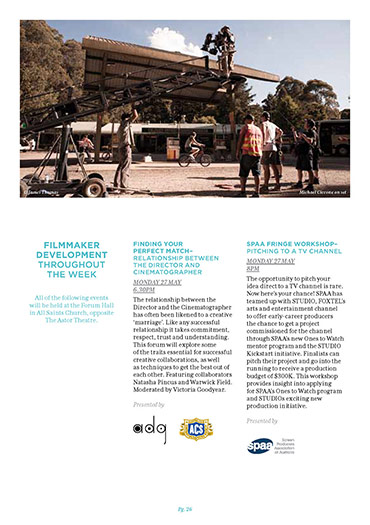 © James Thomas
Michael Ciccone on set
FILMMAKER
DEVELOPMENT
THROUGHOUT
THE WEEK
All of the following events
will be held at the Forum Hall
in All Saints Church, opposite
The Astor Theatre.
FINDING YOUR
PERFECT MATCH–
RELATIONSHIP BETWEEN
THE DIRECTOR AND
CINEMATOGRAPHER
MONDAY 27 MAY
6.30PM
The relationship between the
Director and the Cinematographer
has often been likened to a creative
'marriage'. Like any successful
relationship it takes commitment,
respect, trust and understanding.
This forum will explore some
of the traits essential for successful
creative collaborations, as well
as techniques to get the best out of
each other. Featuring collaborators
Natasha Pincus and Warwick Field.
Moderated by Victoria Goodyear.
Presented by
adg
ACS
SPAA FRINGE WORKSHOP–
PITCHING TO A TV CHANNEL
MONDAY 27 MAY
8PM
The opportunity to pitch your
idea direct to a TV channel is rare.
Now here's your chance! SPAA has
teamed up with STUDIO, FOXTEL's
arts and entertainment channel
to offer early-career producers
the chance to get a project
commissioned for the channel
through SPAA's new Ones to Watch
mentor program and the STUDIO
Kickstart initiative. Finalists can
pitch their project and go into the
running to receive a production
budget of $300K. This workshop
provides insight into applying
for SPAA's Ones to Watch program
and STUDIOs exciting new
production initiative.
Presented by
spaa
Screen
Producers
Association
of Australia
Pg. 26